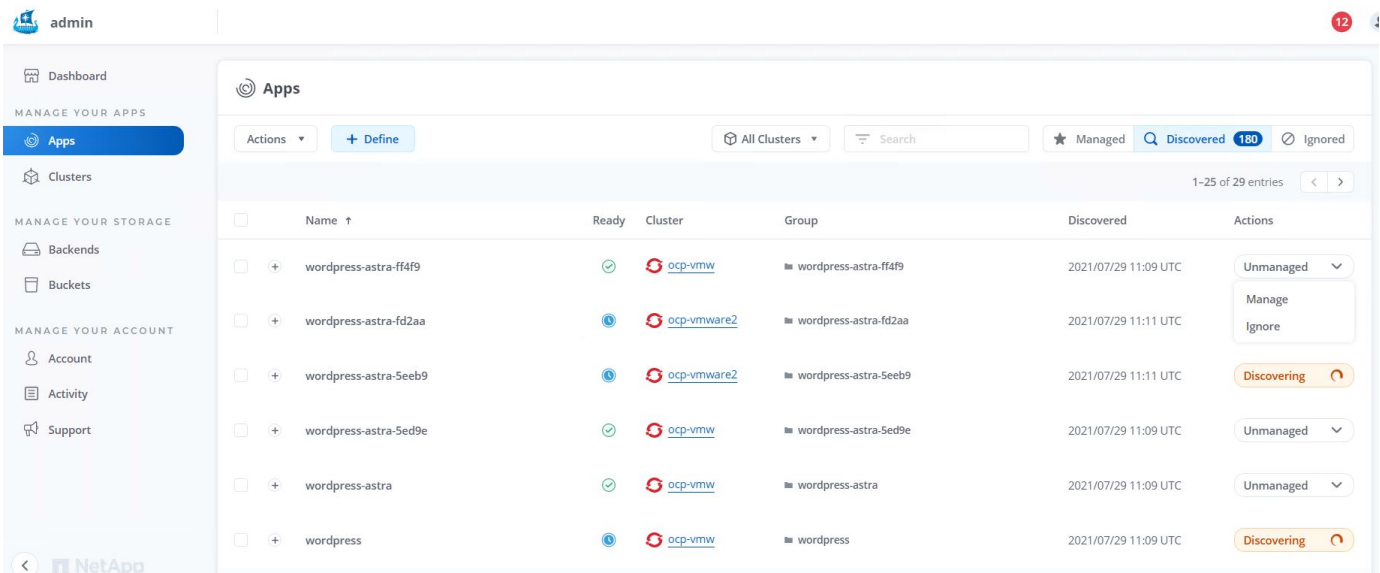 admin
12
Dashboard
MANAGE YOUR APPS
Apps
Clusters
MANAGE YOUR STORAGE
Backends
Buckets
MANAGE YOUR ACCOUNT
Account
Activity
Support
NetApp
Apps
Actions + Define All Clusters Search Managed Discovered 180 Ignored
1–25 of 29 entries < >
Name ↑ Ready Cluster Group Discovered Actions
+ wordpress-astra-ff4f9 ocp-vmw wordpress-astra-ff4f9 2021/07/29 11:09 UTC Unmanaged
Manage
+ wordpress-astra-fd2aa ocp-vmware2 wordpress-astra-fd2aa 2021/07/29 11:11 UTC
Ignore
+ wordpress-astra-5eeb9 ocp-vmware2 wordpress-astra-5eeb9 2021/07/29 11:11 UTC Discovering
+ wordpress-astra-5ed9e ocp-vmw wordpress-astra-5ed9e 2021/07/29 11:09 UTC Unmanaged
+ wordpress-astra ocp-vmw wordpress-astra 2021/07/29 11:09 UTC Unmanaged
+ wordpress ocp-vmw wordpress 2021/07/29 11:09 UTC Discovering